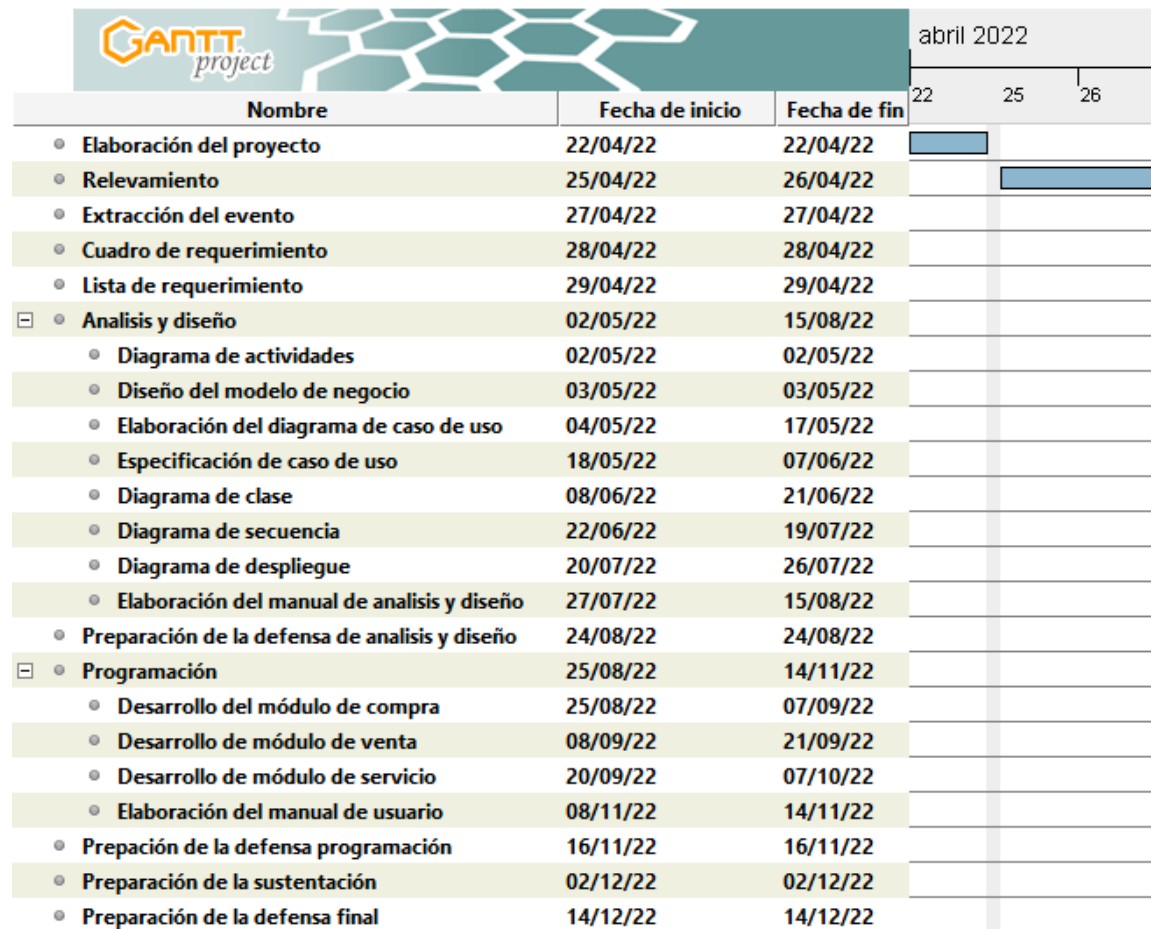 GANTT project
abril 2022
Nombre Fecha de inicio Fecha de fin 22 25 26
Elaboración del proyecto 22/04/22 22/04/22
Relevamiento 25/04/22 26/04/22
Extracción del evento 27/04/22 27/04/22
Cuadro de requerimiento 28/04/22 28/04/22
Lista de requerimiento 29/04/22 29/04/22
Analisis y diseño 02/05/22 15/08/22
Diagrama de actividades 02/05/22 02/05/22
Diseño del modelo de negocio 03/05/22 03/05/22
Elaboración del diagrama de caso de uso 04/05/22 17/05/22
Especificación de caso de uso 18/05/22 07/06/22
Diagrama de clase 08/06/22 21/06/22
Diagrama de secuencia 22/06/22 19/07/22
Diagrama de despliegue 20/07/22 26/07/22
Elaboración del manual de analisis y diseño 27/07/22 15/08/22
Preparación de la defensa de analisis y diseño 24/08/22 24/08/22
Programación 25/08/22 14/11/22
Desarrollo del módulo de compra 25/08/22 07/09/22
Desarrollo de módulo de venta 08/09/22 21/09/22
Desarrollo de módulo de servicio 20/09/22 07/10/22
Elaboración del manual de usuario 08/11/22 14/11/22
Prepación de la defensa programación 16/11/22 16/11/22
Preparación de la sustentación 02/12/22 02/12/22
Preparación de la defensa final 14/12/22 14/12/22